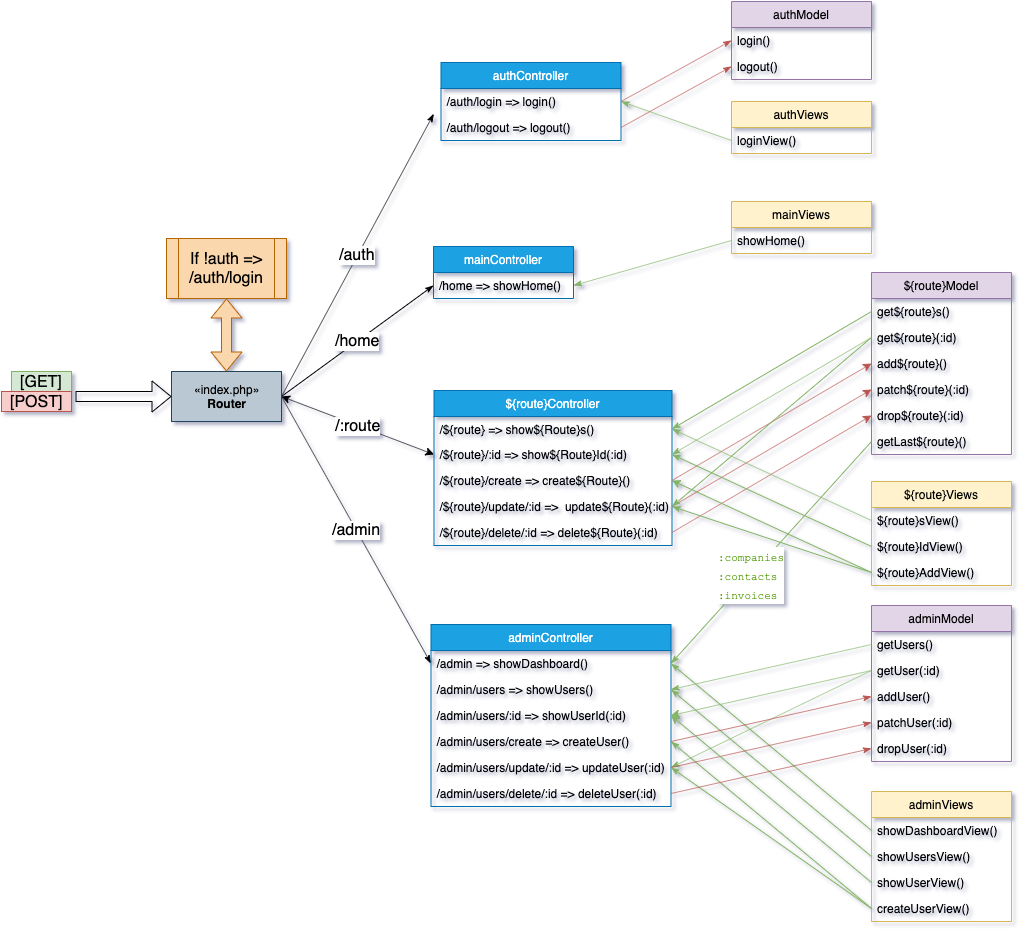 [GET]
[POST]
If !auth =>
/auth/login
«index.php»
Router
/auth
/home
/:route
/admin
authController
/auth/login => login()
/auth/logout => logout()
mainController
/home => showHome()
${route}Controller
/${route} => show${Route}s()
/${route}/:id => show${Route}Id(:id)
/${route}/create => create${Route}()
/${route}/update/:id =>  update${Route}(:id)
/${route}/delete/:id => delete${Route}(:id)
adminController
/admin => showDashboard()
/admin/users => showUsers()
/admin/users/:id => showUserId(:id)
/admin/users/create => createUser()
/admin/users/update/:id => updateUser(:id)
/admin/users/delete/:id => deleteUser(:id)
authModel
login()
logout()
authViews
loginView()
mainViews
showHome()
${route}Model
get${route}s()
get${route}(:id)
add${route}()
patch${route}(:id)
drop${route}(:id)
getLast${route}()
${route}Views
${route}sView()
${route}IdView()
${route}AddView()
:companies
:contacts
:invoices
adminModel
getUsers()
getUser(:id)
addUser()
patchUser(:id)
dropUser(:id)
adminViews
showDashboardView()
showUsersView()
showUserView()
createUserView()